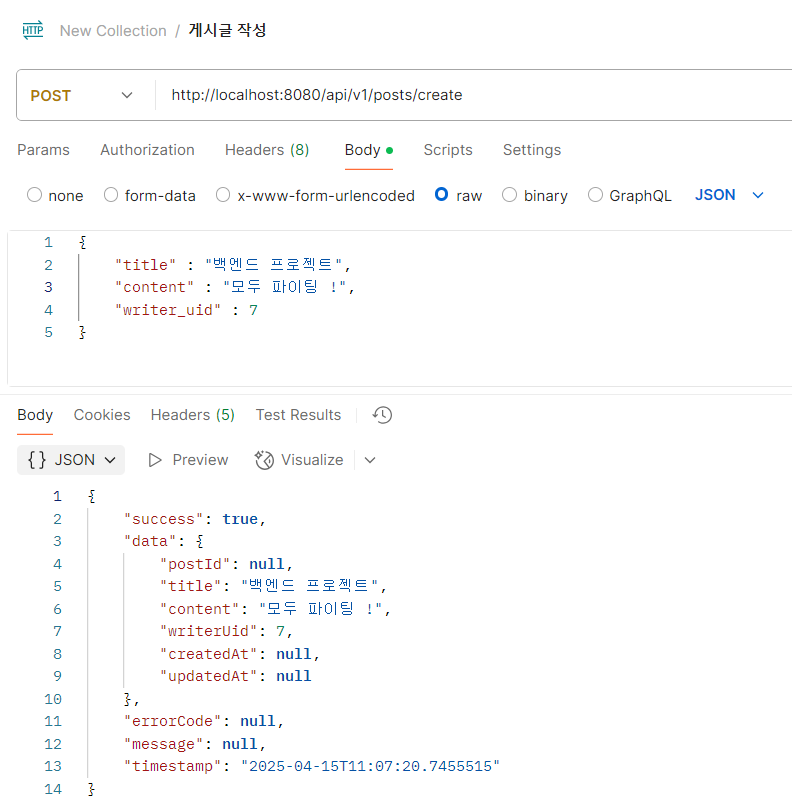 HTTP New Collection / 게시글 작성
POST http://localhost:8080/api/v1/posts/create
Params Authorization Headers (8) Body Scripts Settings
none form-data x-www-form-urlencoded raw binary GraphQL JSON
1 {
2 "title" : "백엔드 프로젝트",
3 "content" : "모두 파이팅 !",
4 "writer_uid" : 7
5 }
Body Cookies Headers (5) Test Results
{} JSON Preview Visualize
1 {
2 "success": true,
3 "data": {
4 "postId": null,
5 "title": "백엔드 프로젝트",
6 "content": "모두 파이팅 !",
7 "writerUid": 7,
8 "createdAt": null,
9 "updatedAt": null
10 },
11 "errorCode": null,
12 "message": null,
13 "timestamp": "2025-04-15T11:07:20.7455515"
14 }